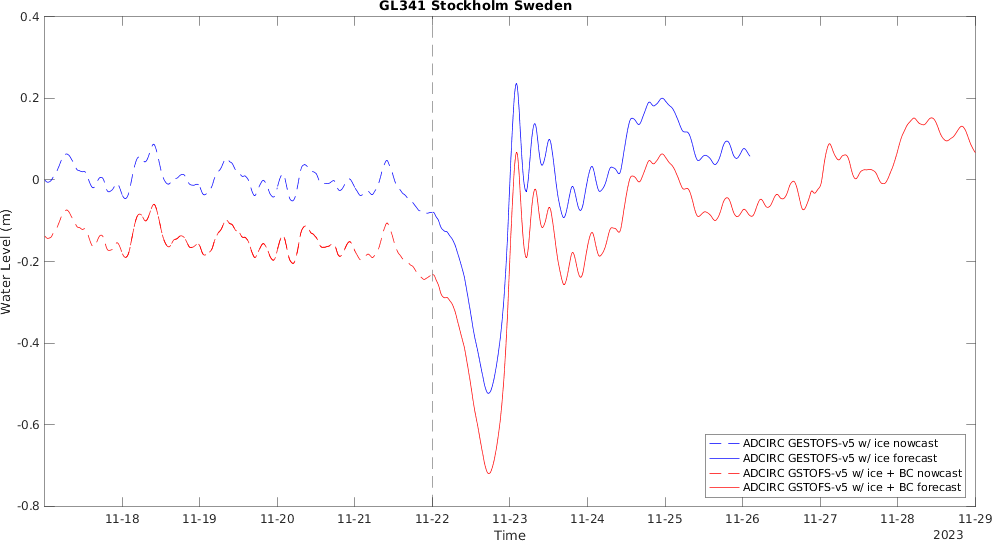 GL341 Stockholm Sweden
0.4
0.2
0
-0.2
-0.4
-0.6
-0.8
Water Level (m)
ADCIRC GESTOFS-v5 w/ ice nowcast
ADCIRC GESTOFS-v5 w/ ice forecast
ADCIRC GSTOFS-v5 w/ ice + BC nowcast
ADCIRC GSTOFS-v5 w/ ice + BC forecast
11-18 11-19 11-20 11-21 11-22 11-23 11-24 11-25 11-26 11-27 11-28 11-29
Time
2023